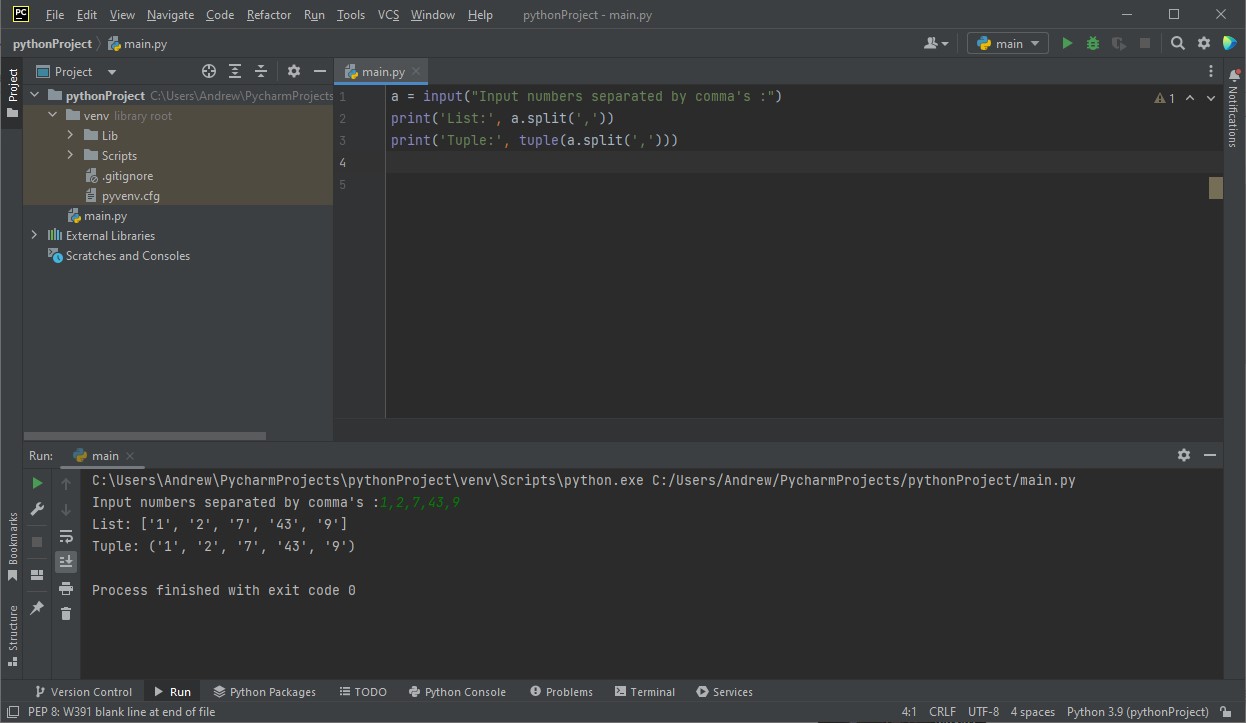 PC File Edit View Navigate Code Refactor Run Tools VCS Window Help pythonProject - main.py
pythonProject main.py
main
Project
Project
pythonProject C:\Users\Andrew\PycharmProjects
venv library root
Lib
Scripts
.gitignore
pyvenv.cfg
main.py
External Libraries
Scratches and Consoles
main.py
1 a = input("Input numbers separated by comma's :")
2 print('List:', a.split(','))
3 print('Tuple:', tuple(a.split(',')))
4
5
1
Notifications
Run: main
C:\Users\Andrew\PycharmProjects\pythonProject\venv\Scripts\python.exe C:/Users/Andrew/PycharmProjects/pythonProject/main.py
Input numbers separated by comma's :1,2,7,43,9
List: ['1', '2', '7', '43', '9']
Tuple: ('1', '2', '7', '43', '9')
Process finished with exit code 0
Bookmarks
Structure
Version Control Run Python Packages TODO Python Console Problems Terminal Services
PEP 8: W391 blank line at end of file 4:1 CRLF UTF-8 4 spaces Python 3.9 (pythonProject)